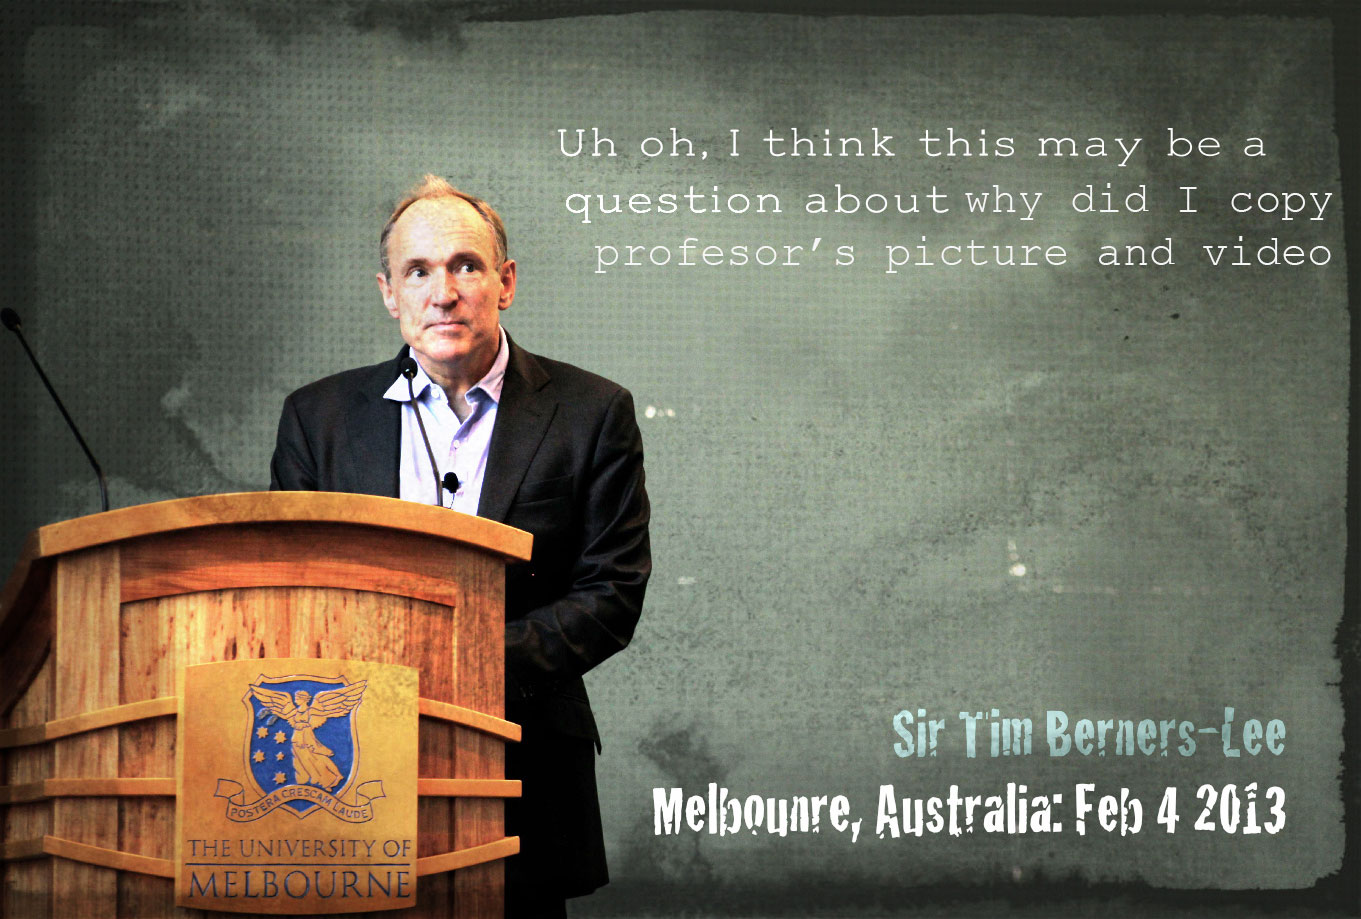 Uh oh, I think this may be a
question about why did I copy
profesor's picture and video
Sir Tim Berners-Lee
Melbounre, Australia: Feb 4 2013
POSTERA CRESCAM LAUDE
THE UNIVERSITY OF
MELBOURNE